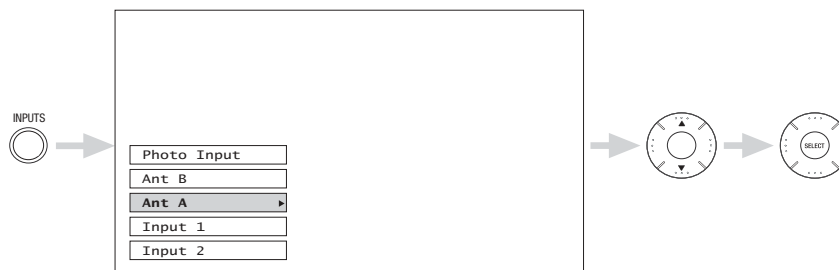 INPUTS
Photo Input
Ant B
Ant A
Input 1
Input 2
SELECT